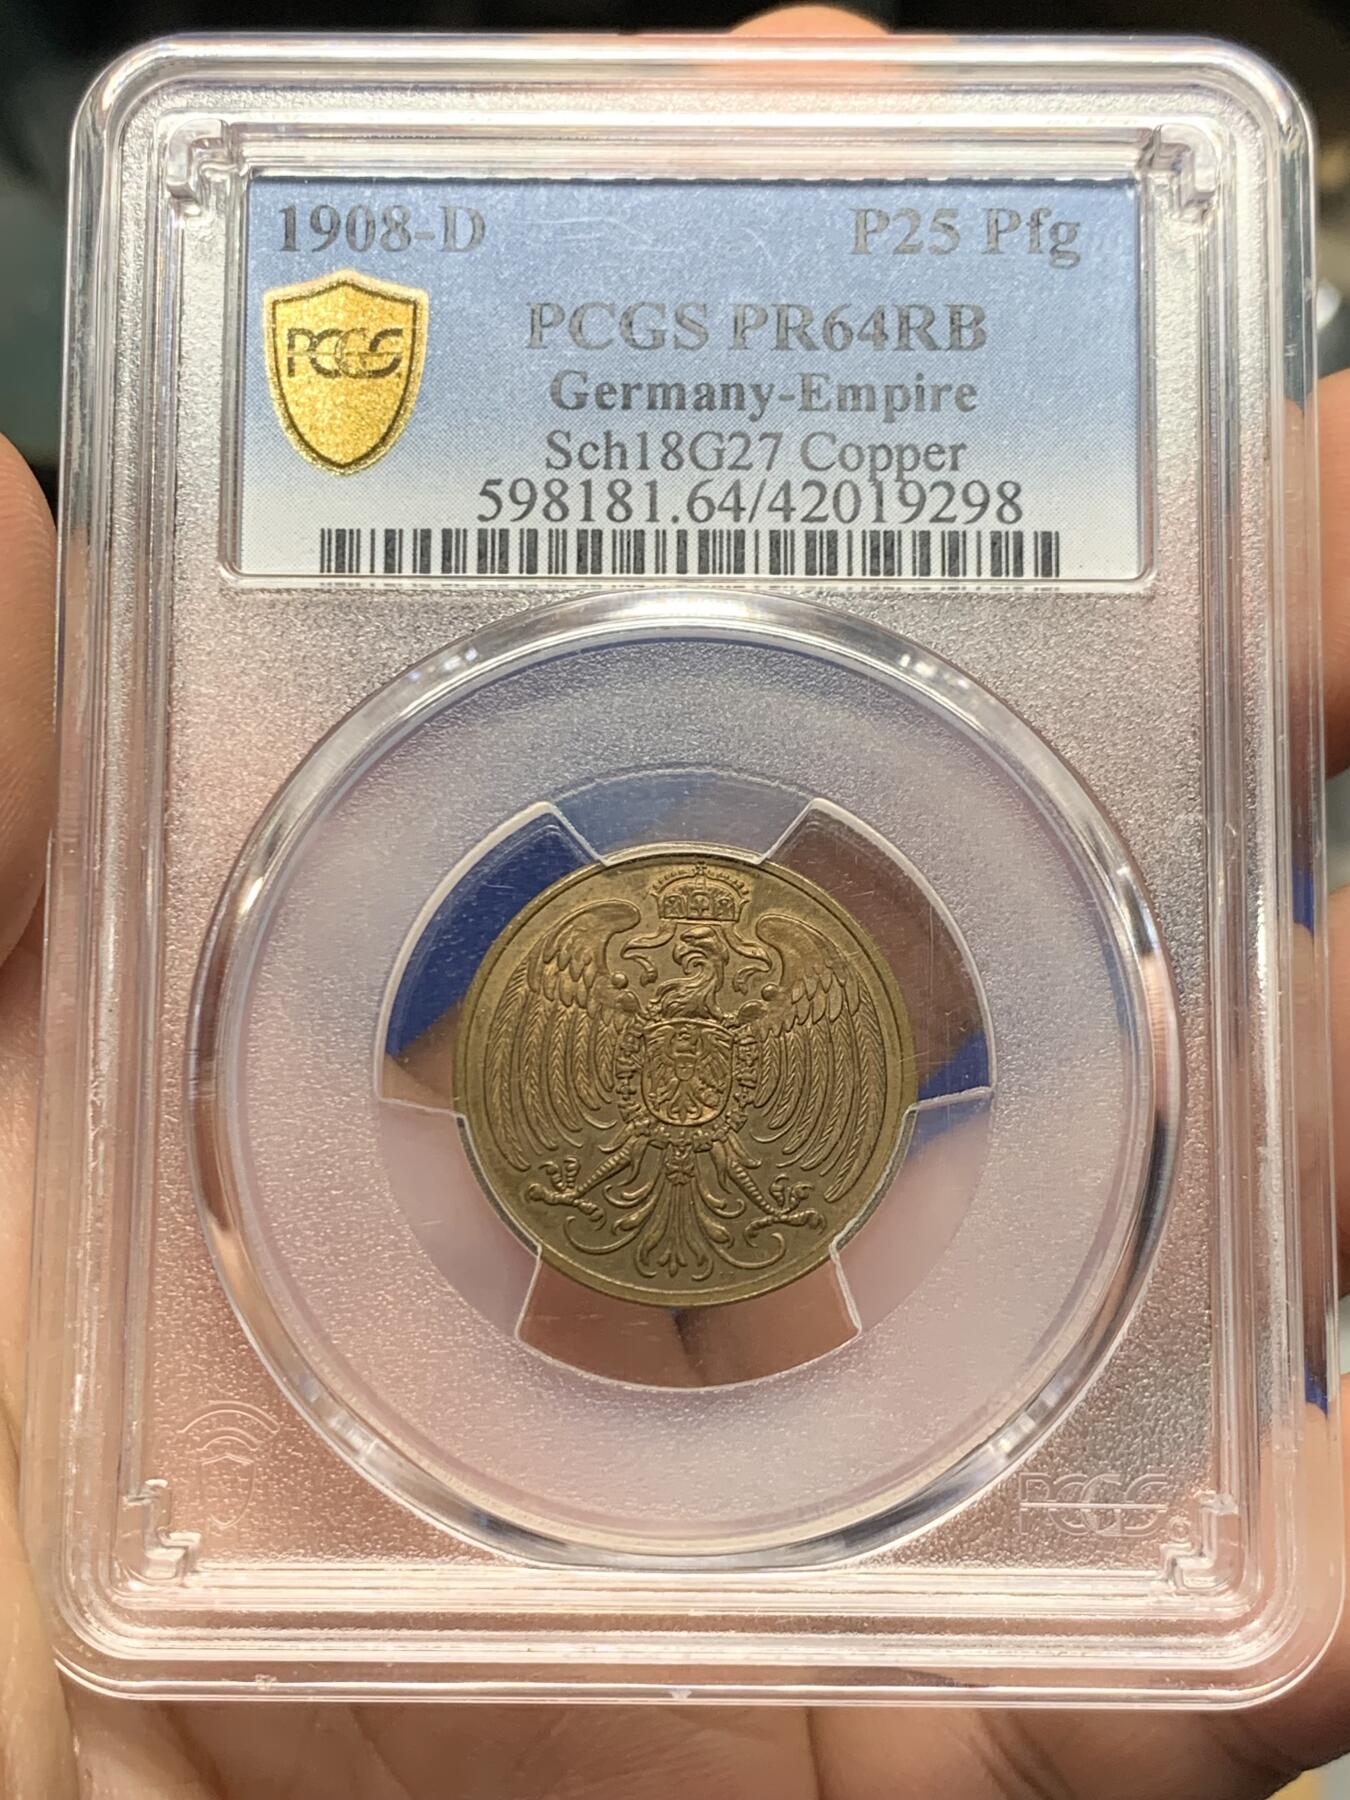 1908-D P25 Pfg
PCGS PR64RB
PCGS
Germany-Empire
Sch18G27 Copper
598181.64/42019298
PCGS